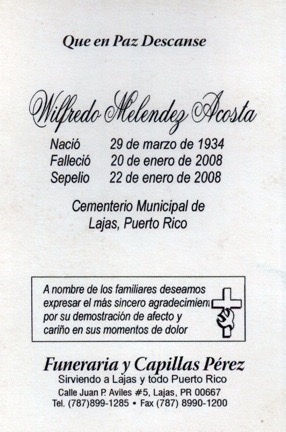 Que en Paz Descanse
Wilfredo Melendez Acosta
Nació 29 de marzo de 1934
Falleció 20 de enero de 2008
Sepelio 22 de enero de 2008
Cementerio Municipal de
Lajas, Puerto Rico
A nombre de los familiares deseamos
expresar el más sincero agradecimien
por su demostración de afecto y
cariño en sus momentos de dolor
Funeraria y Capillas Pérez
Sirviendo a Lajas y todo Puerto Rico
Calle Juan P. Aviles #5, Lajas, PR 00667
Tel. (787)899-1285 • Fax (787) 8990-1200